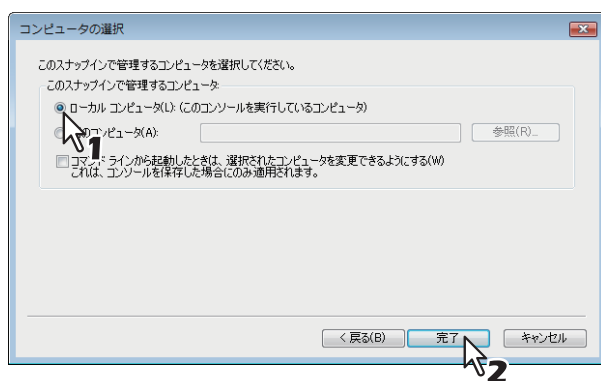 コンピュータの選択
このスナップインで管理するコンピュータを選択してください。
このスナップインで管理するコンピュータ:
ローカル コンピュータ(L): (このコンソールを実行しているコンピュータ)
のコンピュータ(A):
参照(R)...
1
コマンド ラインから起動したときは、選択されたコンピュータを変更できるようにする(W)
これは、コンソールを保存した場合にのみ適用されます。
< 戻る(B)
完了
キャンセル
2